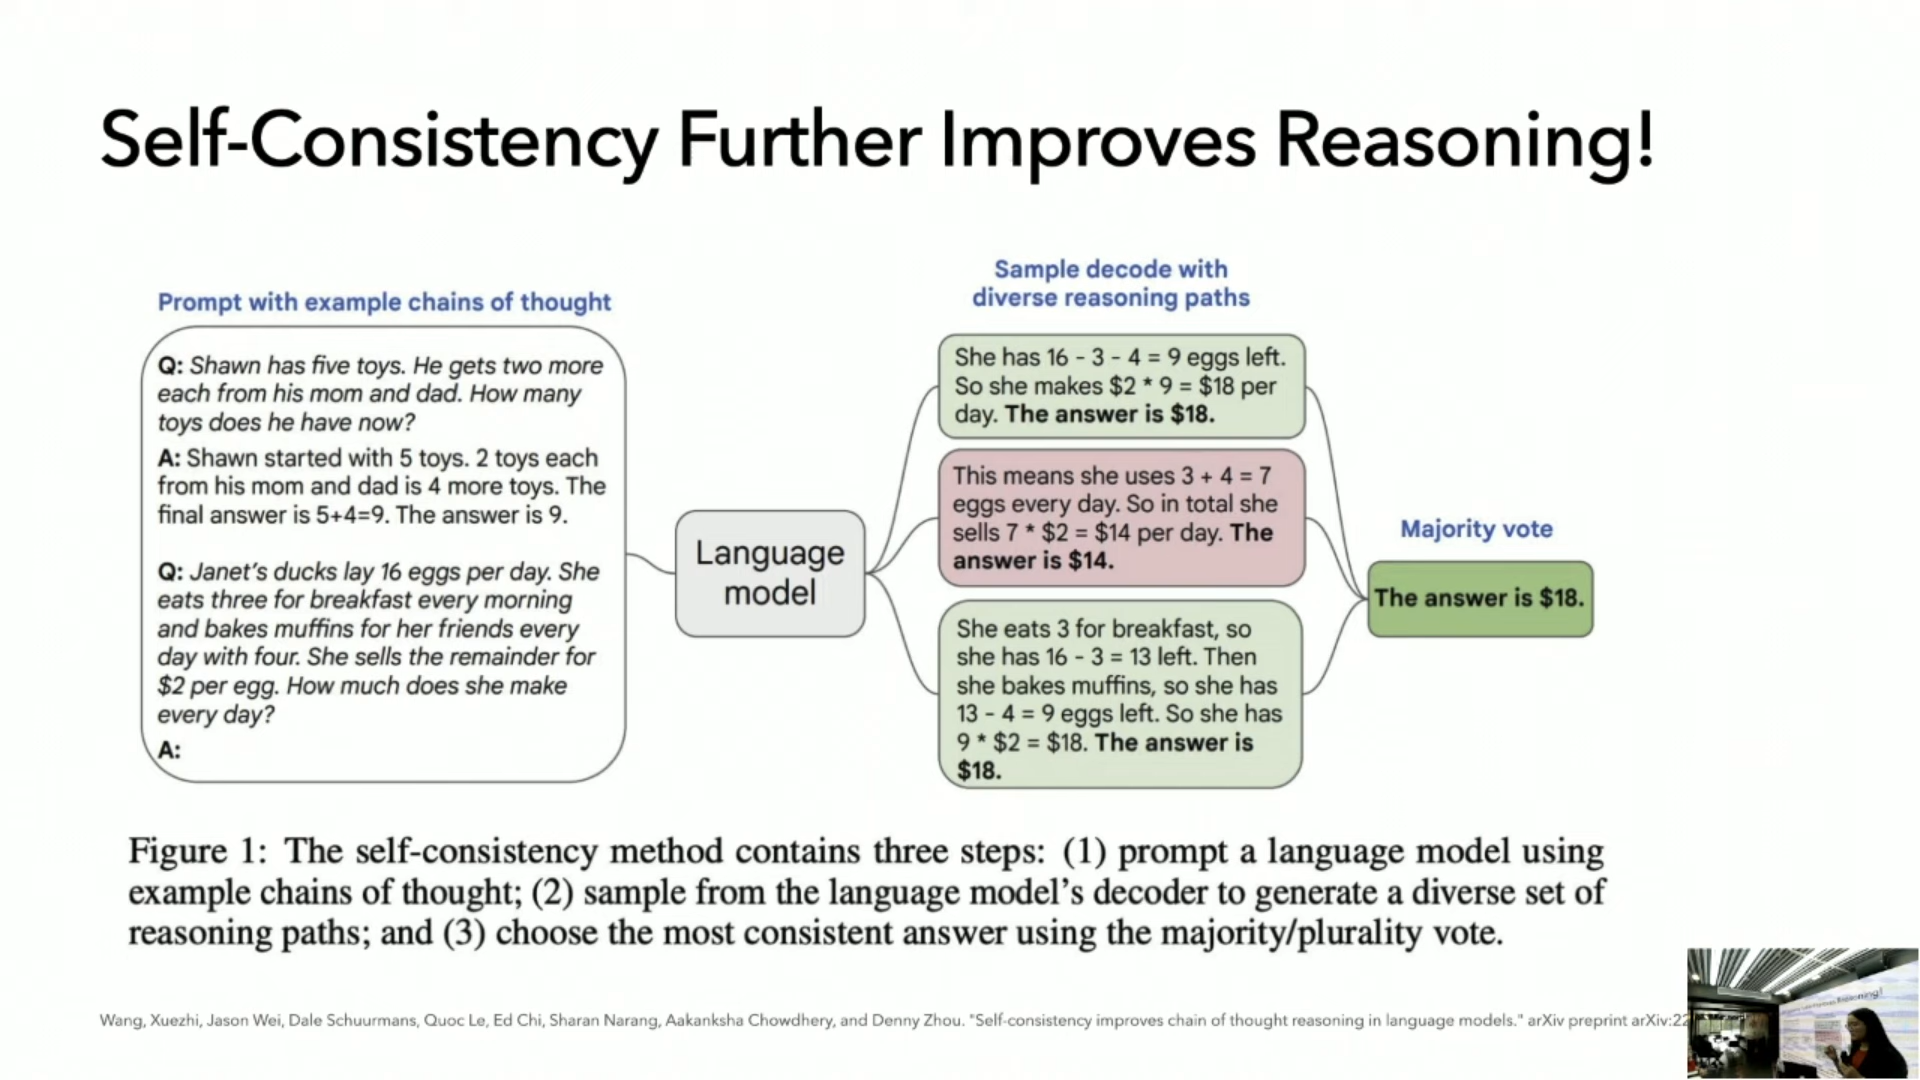 Self-Consistency Further Improves Reasoning!
Prompt with example chains of thought
Q: Shawn has five toys. He gets two more
each from his mom and dad. How many
toys does he have now?
A: Shawn started with 5 toys. 2 toys each
from his mom and dad is 4 more toys. The
final answer is 5+4=9. The answer is 9.
Q: Janet’s ducks lay 16 eggs per day. She
eats three for breakfast every morning
and bakes muffins for her friends every
day with four. She sells the remainder for
$2 per egg. How much does she make
every day?
A:
Language
model
Sample decode with
diverse reasoning paths
She has 16 - 3 - 4 = 9 eggs left.
So she makes $2 * 9 = $18 per
day. The answer is $18.
This means she uses 3 + 4 = 7
eggs every day. So in total she
sells 7 * $2 = $14 per day. The
answer is $14.
She eats 3 for breakfast, so
she has 16 - 3 = 13 left. Then
she bakes muffins, so she has
13 - 4 = 9 eggs left. So she has
9 * $2 = $18. The answer is
$18.
Majority vote
The answer is $18.
Figure 1: The self-consistency method contains three steps: (1) prompt a language model using
example chains of thought; (2) sample from the language model’s decoder to generate a diverse set of
reasoning paths; and (3) choose the most consistent answer using the majority/plurality vote.
Wang, Xuezhi, Jason Wei, Dale Schuurmans, Quoc Le, Ed Chi, Sharan Narang, Aakanksha Chowdhery, and Denny Zhou. "Self-consistency improves chain of thought reasoning in language models." arXiv preprint arXiv:22